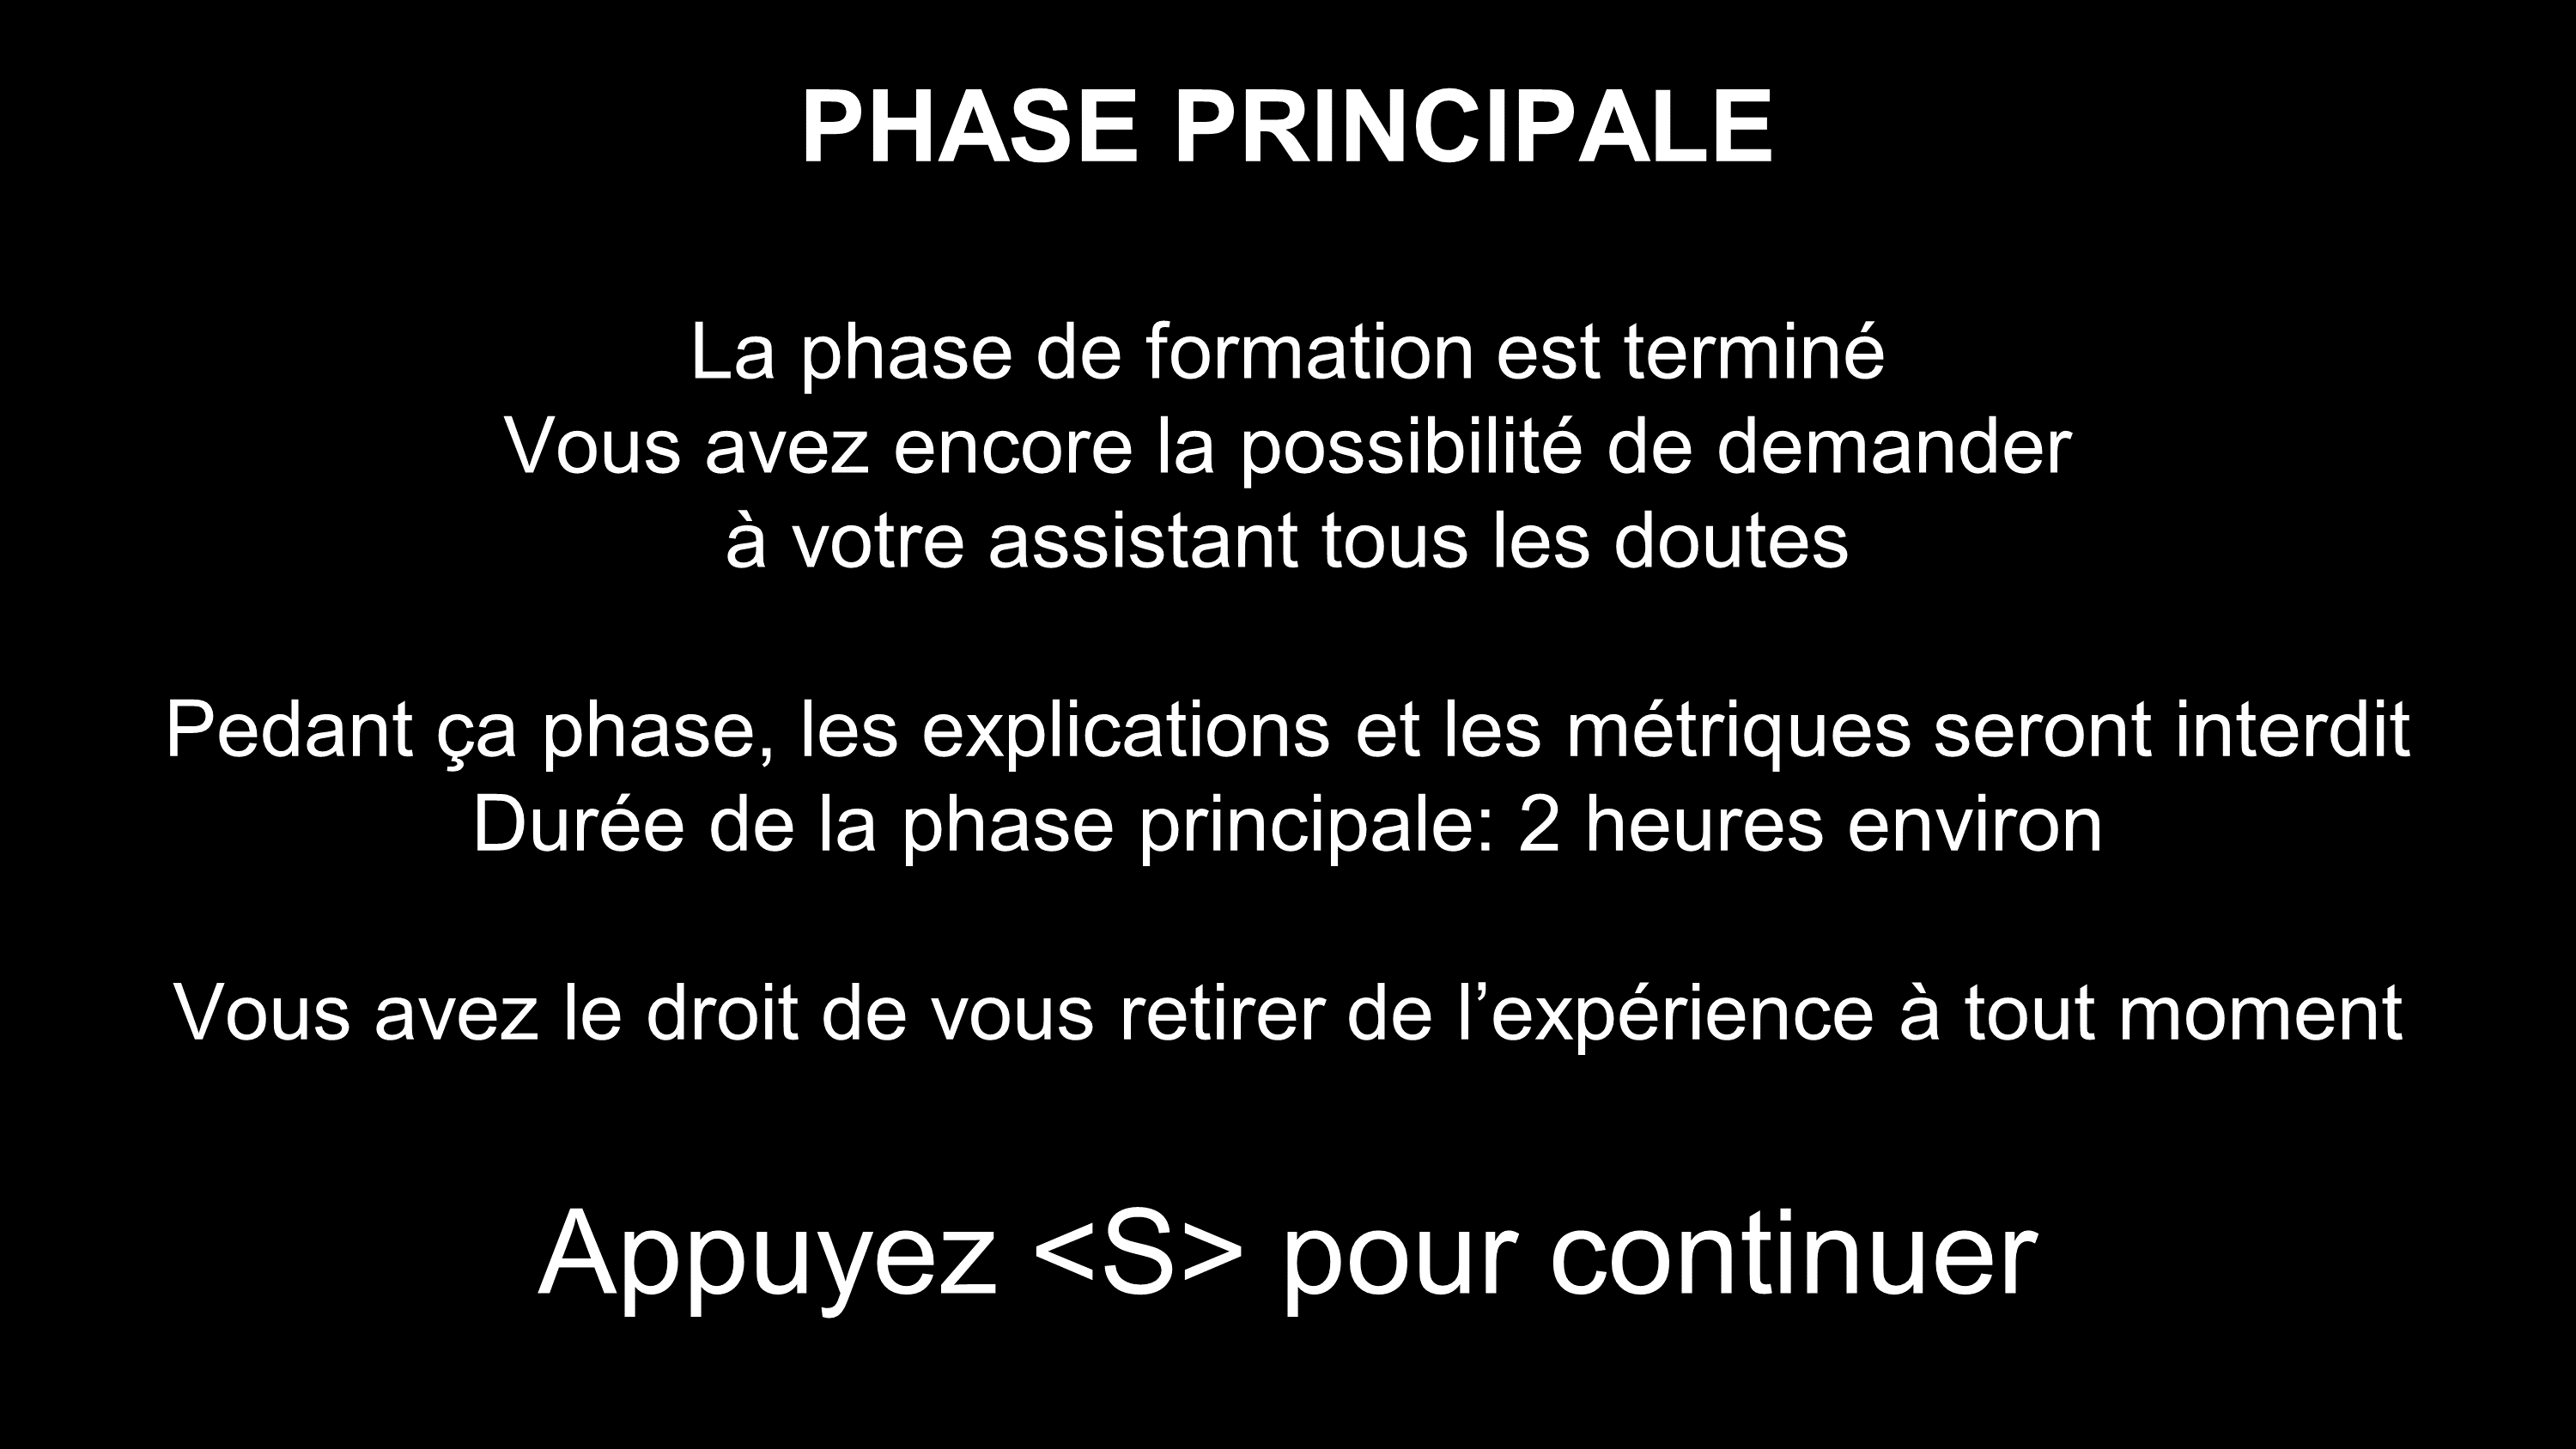 PHASE PRINCIPALE
La phase de formation est terminé
Vous avez encore la possibilité de demander
à votre assistant tous les doutes
Pedant ça phase, les explications et les métriques seront interdit
Durée de la phase principale: 2 heures environ
Vous avez le droit de vous retirer de l’expérience à tout moment
Appuyez <S> pour continuer